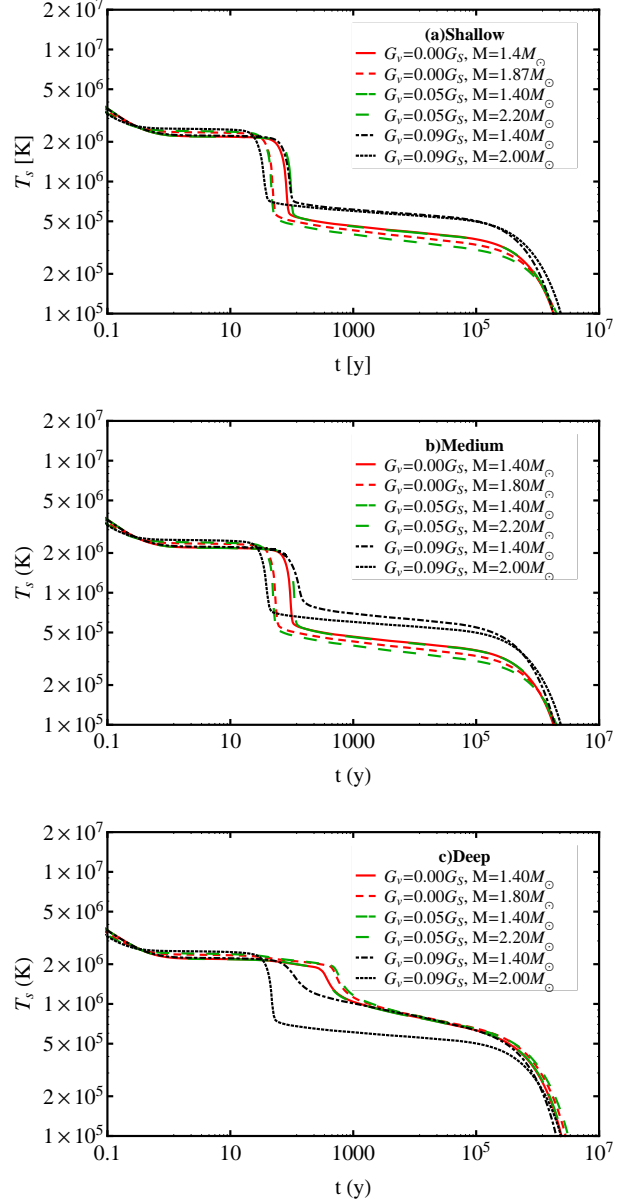 2×10⁷
1×10⁷
5×10⁶
2×10⁶
1×10⁶
5×10⁵
2×10⁵
1×10⁵
T_s [K]
(a)Shallow
G_v=0.00G_S, M=1.4M_⊙
G_v=0.00G_S, M=1.87M_⊙
G_v=0.05G_S, M=1.40M_⊙
G_v=0.05G_S, M=2.20M_⊙
G_v=0.09G_S, M=1.40M_⊙
G_v=0.09G_S, M=2.00M_⊙
0.1 10 1000 10⁵ 10⁷
t [y]
2×10⁷
1×10⁷
5×10⁶
2×10⁶
1×10⁶
5×10⁵
2×10⁵
1×10⁵
T_s (K)
b)Medium
G_v=0.00G_S, M=1.40M_⊙
G_v=0.00G_S, M=1.80M_⊙
G_v=0.05G_S, M=1.40M_⊙
G_v=0.05G_S, M=2.20M_⊙
G_v=0.09G_S, M=1.40M_⊙
G_v=0.09G_S, M=2.00M_⊙
0.1 10 1000 10⁵ 10⁷
t (y)
2×10⁷
1×10⁷
5×10⁶
2×10⁶
1×10⁶
5×10⁵
2×10⁵
1×10⁵
T_s (K)
c)Deep
G_v=0.00G_S, M=1.40M_⊙
G_v=0.00G_S, M=1.80M_⊙
G_v=0.05G_S, M=1.40M_⊙
G_v=0.05G_S, M=2.20M_⊙
G_v=0.09G_S, M=1.40M_⊙
G_v=0.09G_S, M=2.00M_⊙
0.1 10 1000 10⁵ 10⁷
t (y)